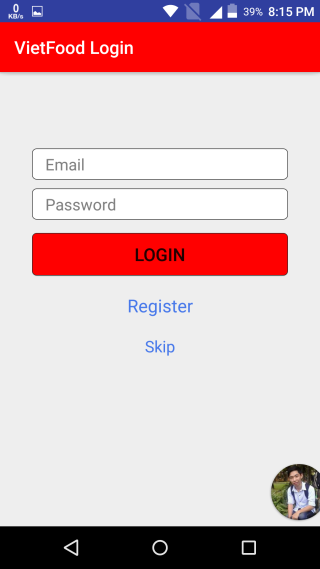 0
KB/s
39% 8:15 PM
VietFood Login
Email
Password
LOGIN
Register
Skip